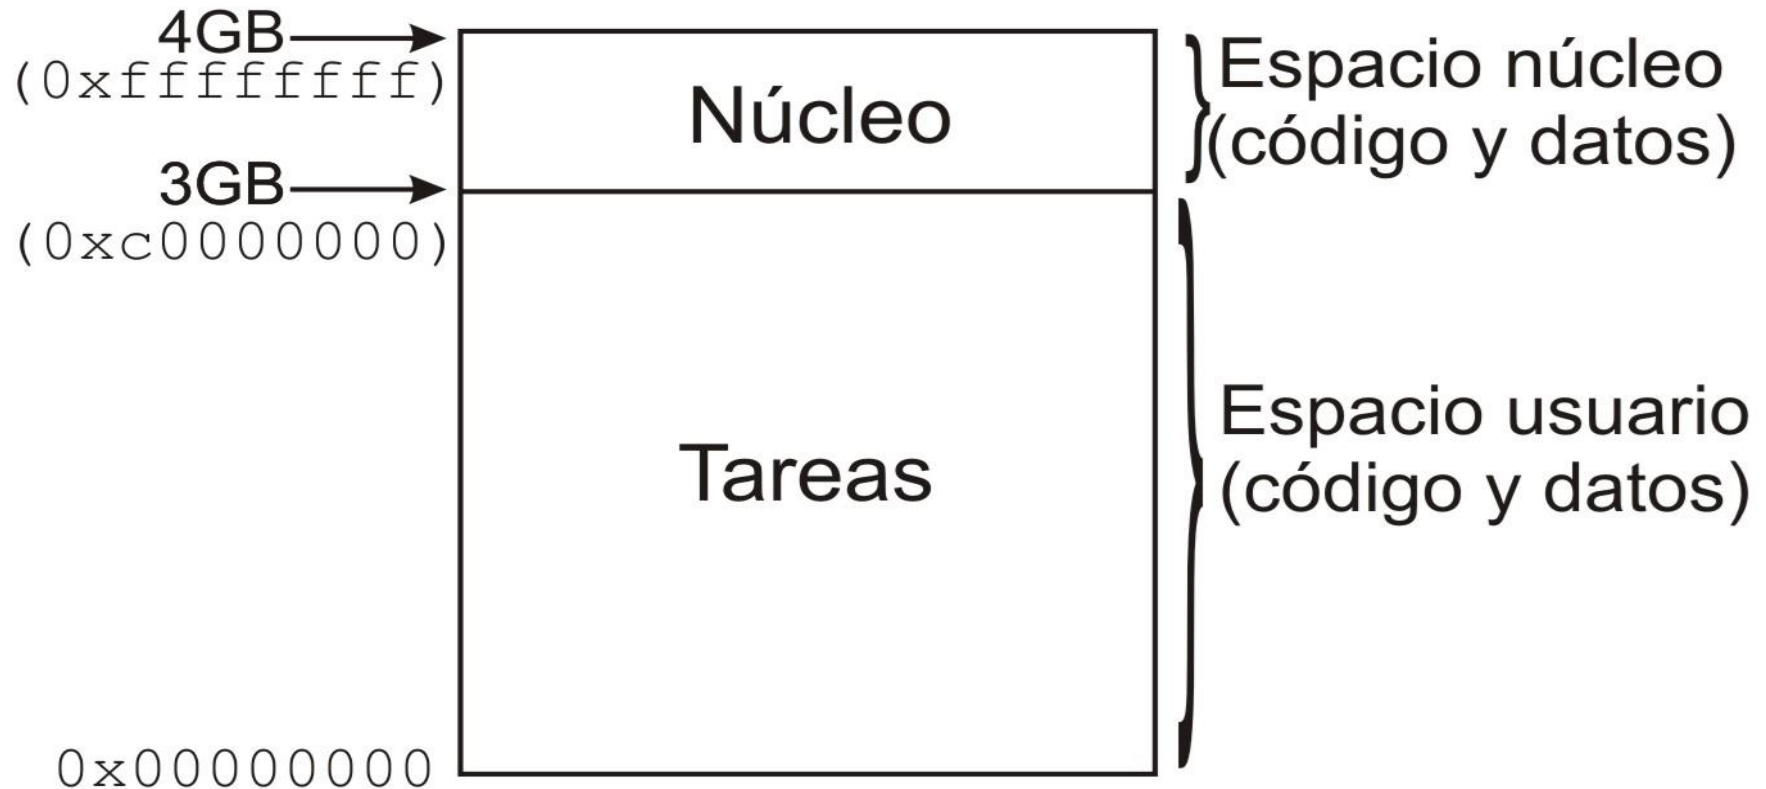 4GB
(0xffffffff)
Núcleo
Espacio núcleo
(código y datos)
3GB
(0xc0000000)
Tareas
Espacio usuario
(código y datos)
0x00000000